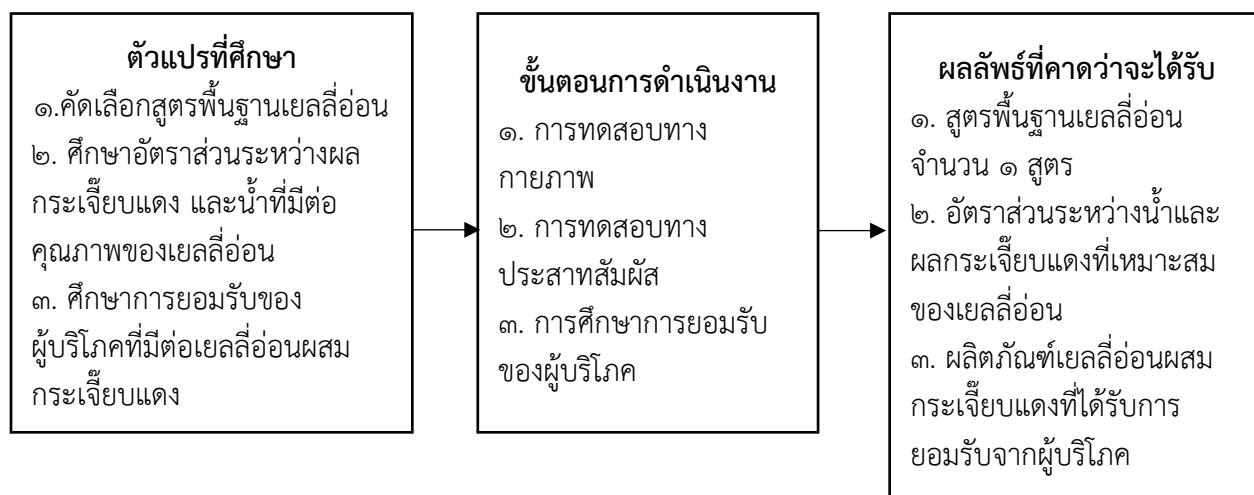 ตัวแปรที่ศึกษา
๑.คัดเลือกสูตรพื้นฐานเยลลี่อ่อน
๒. ศึกษาอัตราส่วนระหว่างผล
กระเจี๊ยบแดง และน้ำที่มีต่อ
คุณภาพของเยลลี่อ่อน
๓. ศึกษาการยอมรับของ
ผู้บริโภคที่มีต่อเยลลี่อ่อนผสม
กระเจี๊ยบแดง
ขั้นตอนการดำเนินงาน
๑. การทดสอบทาง
กายภาพ
๒. การทดสอบทาง
ประสาทสัมผัส
๓. การศึกษาการยอมรับ
ของผู้บริโภค
ผลลัพธ์ที่คาดว่าจะได้รับ
๑. สูตรพื้นฐานเยลลี่อ่อน
จำนวน ๑ สูตร
๒. อัตราส่วนระหว่างน้ำและ
ผลกระเจี๊ยบแดงที่เหมาะสม
ของเยลลี่อ่อน
๓. ผลิตภัณฑ์เยลลี่อ่อนผสม
กระเจี๊ยบแดงที่ได้รับการ
ยอมรับจากผู้บริโภค